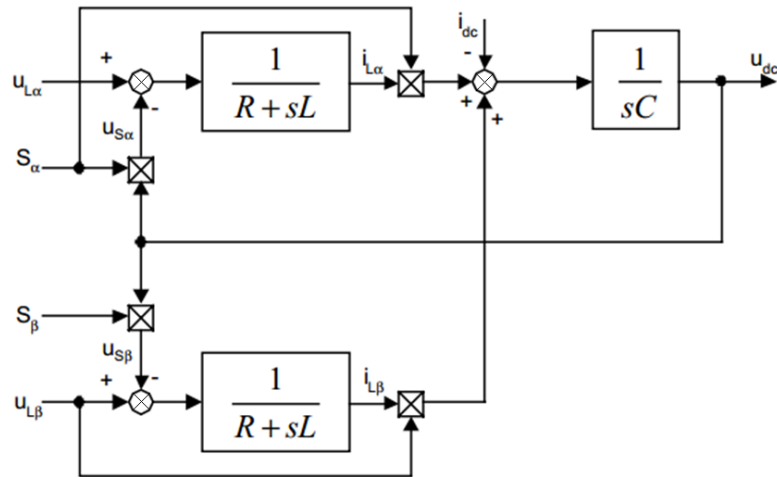 i_dc
-
+
u_Lα
1
R + sL
i_Lα
+
+
1
sC
u_dc
-
u_Sα
S_α
S_β
u_Sβ
-
+
u_Lβ
1
R + sL
i_Lβ